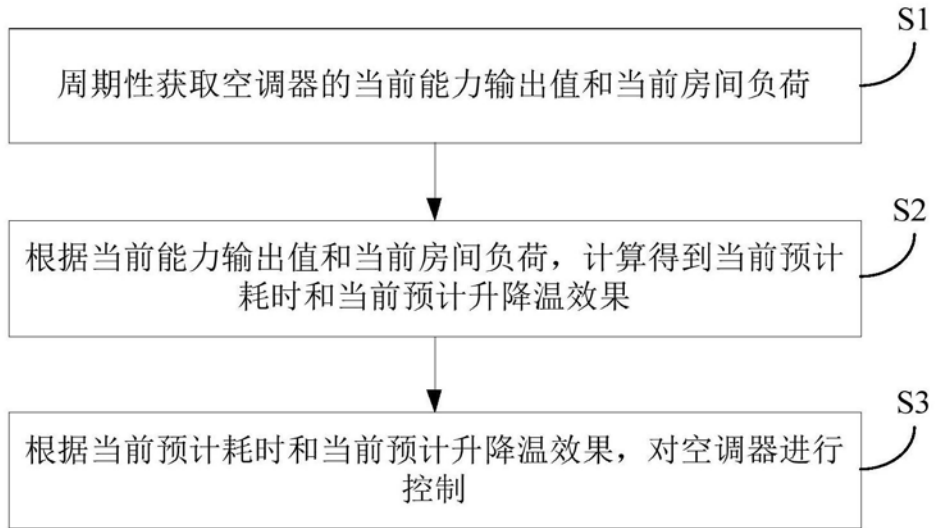 S1
周期性获取空调器的当前能力输出值和当前房间负荷
S2
根据当前能力输出值和当前房间负荷，计算得到当前预计
耗时和当前预计升降温效果
S3
根据当前预计耗时和当前预计升降温效果，对空调器进行
控制